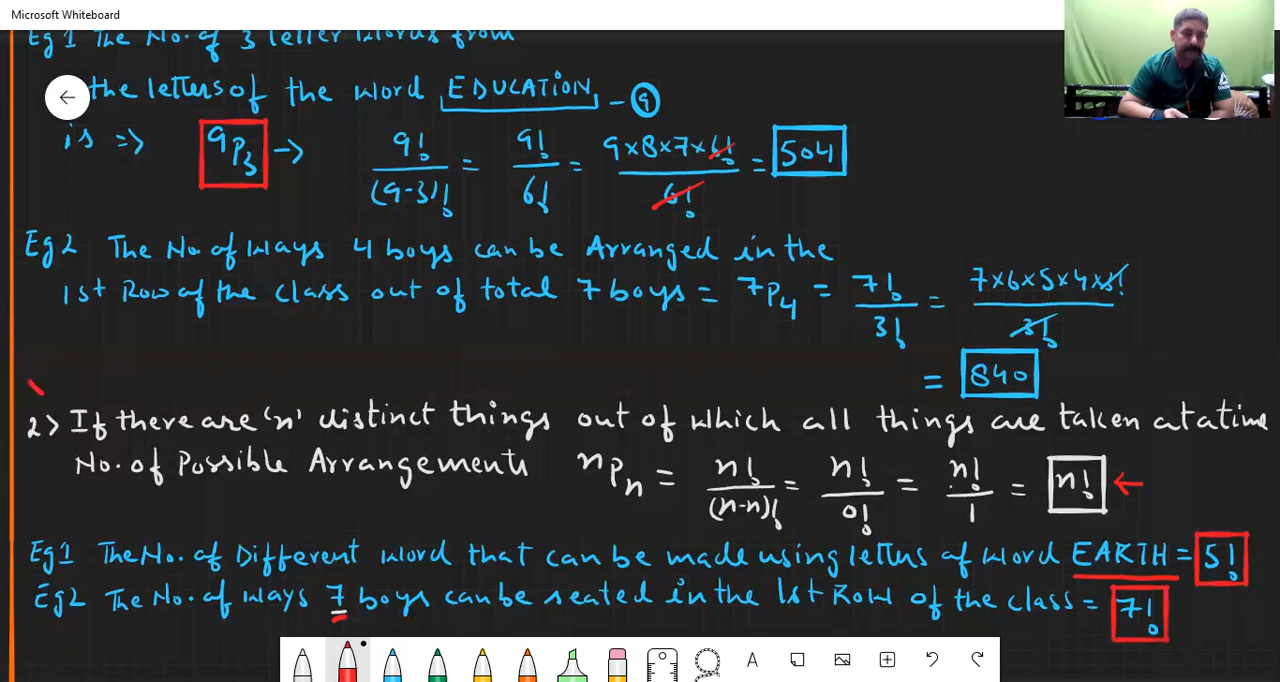 Microsoft Whiteboard
Eg 1 The No. of 3 letter words from
the letters of the word EDUCATION - 9
is => 9P3 → 9!/(9-3)! = 9!/6! = 9×8×7×6!/6! = 504
Eg 2 The No of ways 4 boys can be Arranged in the
1st Row of the class out of total 7 boys = 7P4 = 7!/3! = 7×6×5×4×3!/3!
= 840
2> If there are 'n' distinct things out of which all things are taken at a time
No. of Possible Arrangements nPn = n!/(n-n)! = n!/0! = n!/1 = n! ←
Eg 1 The No. of Different word that can be made using letters of word EARTH = 5!
Eg 2 The No. of ways 7 boys can be seated in the 1st Row of the class = 7!
A